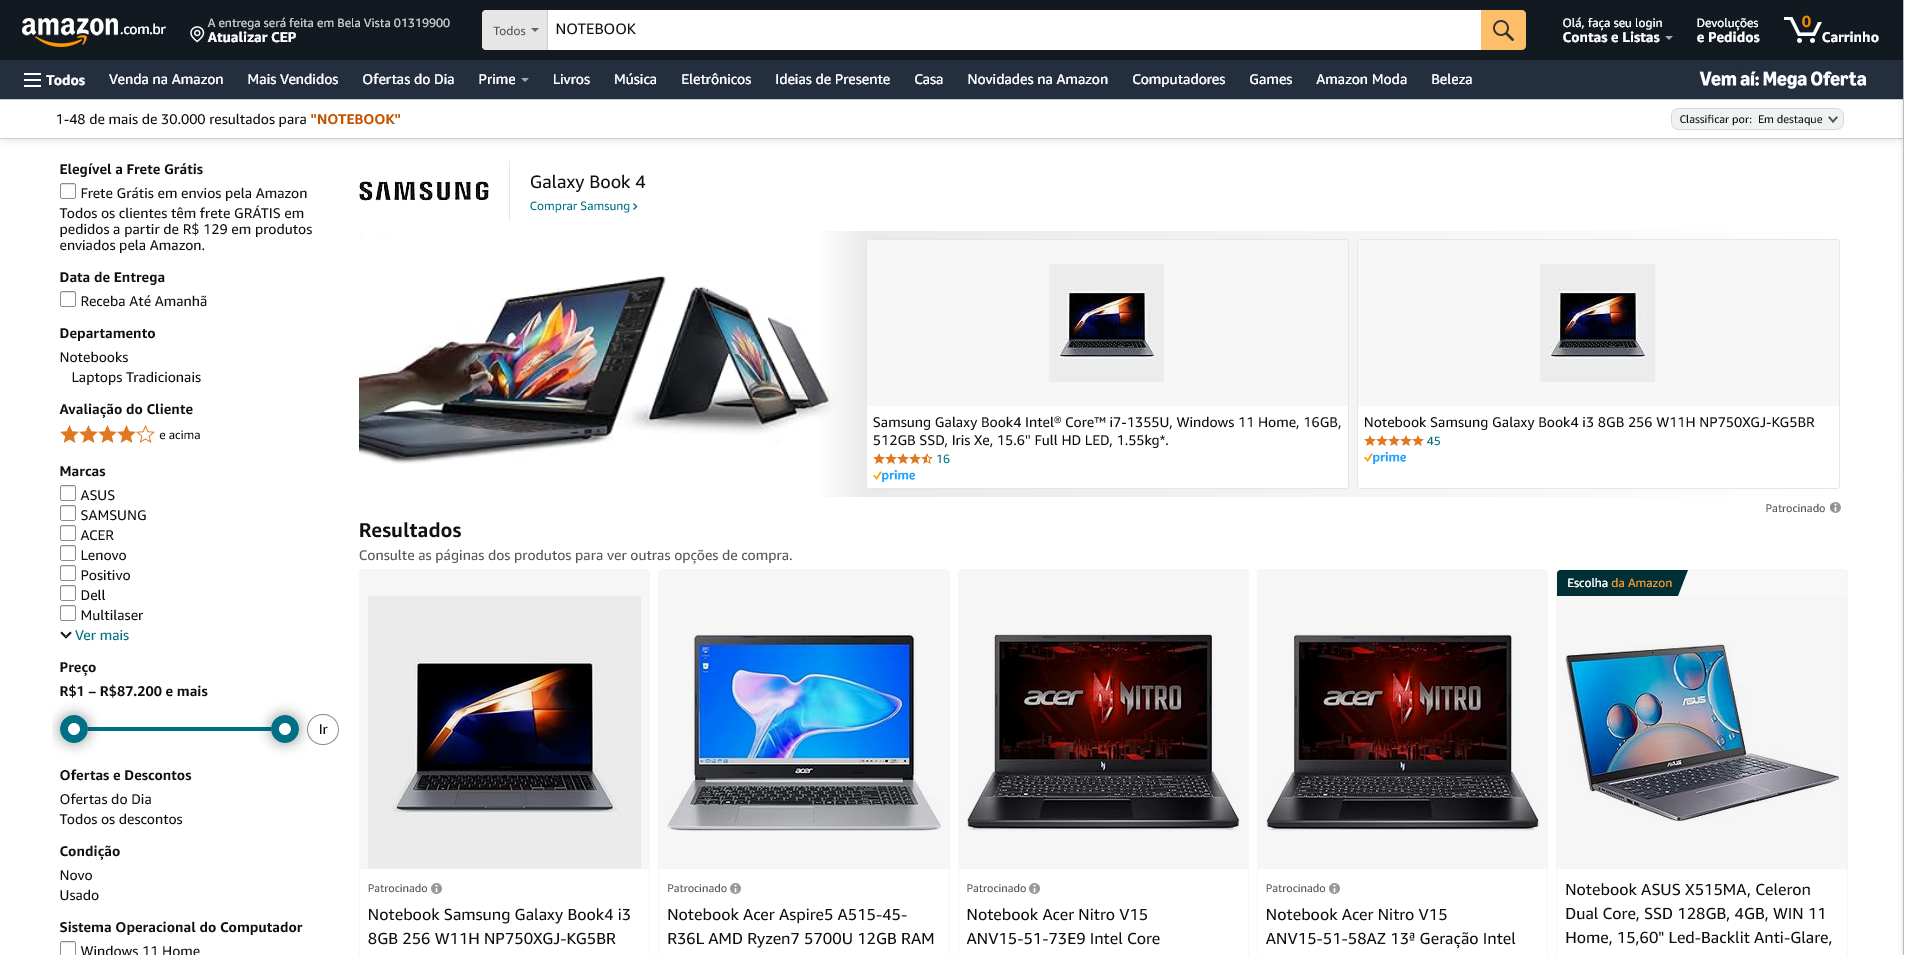 amazon.com.br
A entrega será feita em Bela Vista 01319900
Atualizar CEP
Todos
NOTEBOOK
Olá, faça seu login
Contas e Listas
Devoluções
e Pedidos
0
Carrinho
Todos Venda na Amazon Mais Vendidos Ofertas do Dia Prime Livros Música Eletrônicos Ideias de Presente Casa Novidades na Amazon Computadores Games Amazon Moda Beleza Vem aí: Mega Oferta
1-48 de mais de 30.000 resultados para "NOTEBOOK"
Classificar por: Em destaque
Elegível a Frete Grátis
Frete Grátis em envios pela Amazon
Todos os clientes têm frete GRÁTIS em
pedidos a partir de R$ 129 em produtos
enviados pela Amazon.
Data de Entrega
Receba Até Amanhã
Departamento
Notebooks
Laptops Tradicionais
Avaliação do Cliente
e acima
Marcas
ASUS
SAMSUNG
ACER
Lenovo
Positivo
Dell
Multilaser
Ver mais
Preço
R$1 – R$87.200 e mais
Ir
Ofertas e Descontos
Ofertas do Dia
Todos os descontos
Condição
Novo
Usado
Sistema Operacional do Computador
Windows 11 Home
SAMSUNG
Galaxy Book 4
Comprar Samsung ›
Samsung Galaxy Book4 Intel® Core™ i7-1355U, Windows 11 Home, 16GB,
512GB SSD, Iris Xe, 15.6" Full HD LED, 1.55kg*.
16
prime
Notebook Samsung Galaxy Book4 i3 8GB 256 W11H NP750XGJ-KG5BR
45
prime
Patrocinado
Resultados
Consulte as páginas dos produtos para ver outras opções de compra.
Patrocinado
Notebook Samsung Galaxy Book4 i3
8GB 256 W11H NP750XGJ-KG5BR
acer
Patrocinado
Notebook Acer Aspire5 A515-45-
R36L AMD Ryzen7 5700U 12GB RAM
acer NITRO
Patrocinado
Notebook Acer Nitro V15
ANV15-51-73E9 Intel Core
acer NITRO
Patrocinado
Notebook Acer Nitro V15
ANV15-51-58AZ 13ª Geração Intel
Escolha da Amazon
ASUS
ASUS
Notebook ASUS X515MA, Celeron
Dual Core, SSD 128GB, 4GB, WIN 11
Home, 15,60" Led-Backlit Anti-Glare,